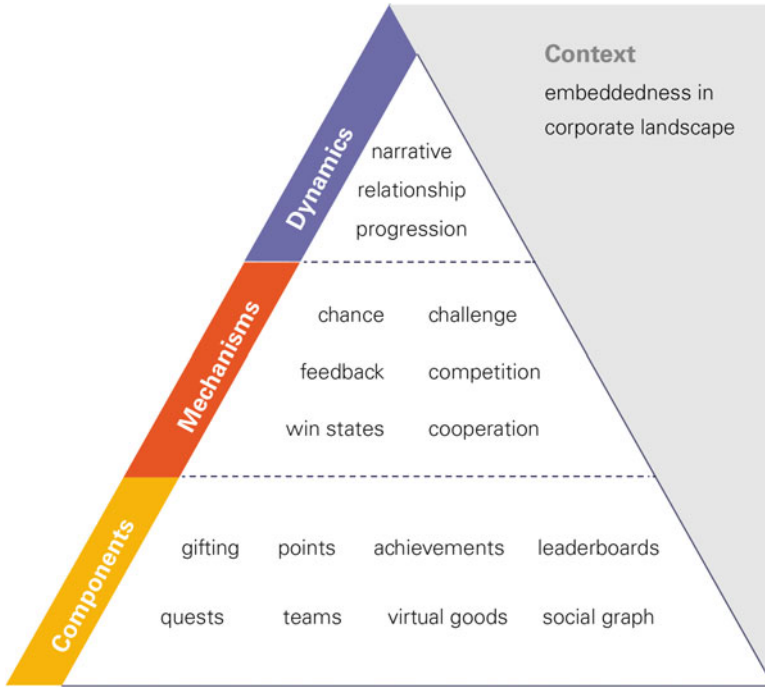 Context
embeddedness in
corporate landscape
Dynamics
narrative
relationship
progression
Mechanisms
chance challenge
feedback competition
win states cooperation
Components
gifting points achievements leaderboards
quests teams virtual goods social graph